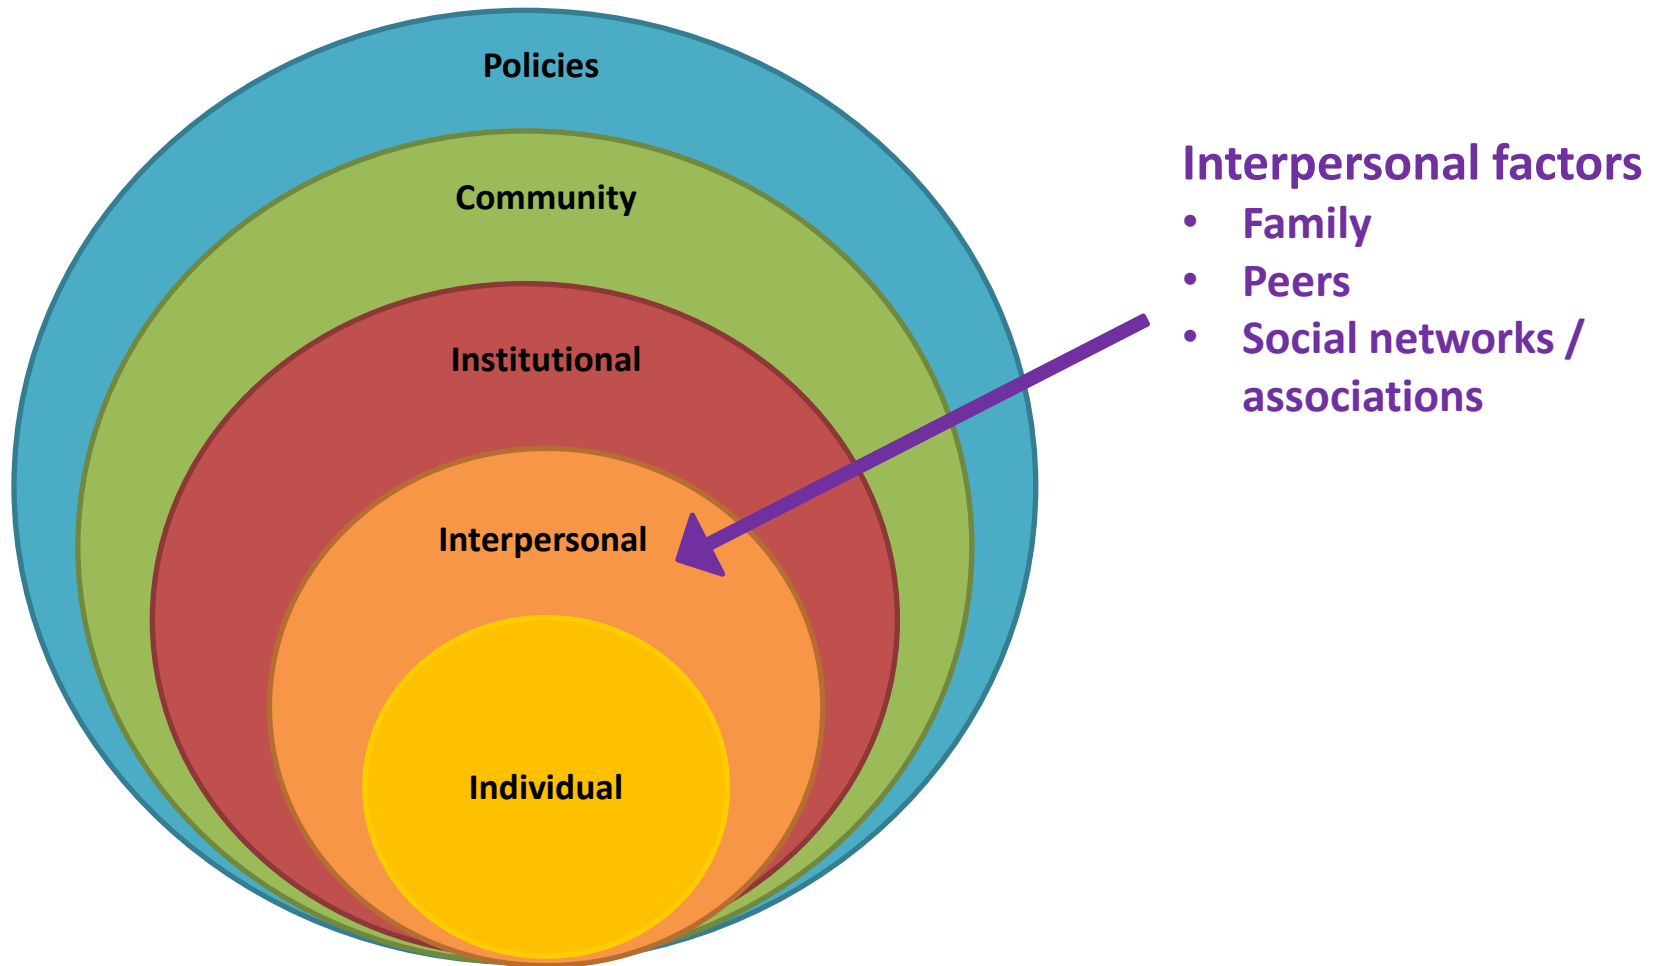 Policies
Community
Institutional
Interpersonal
Individual
Interpersonal factors
• Family
• Peers
• Social networks /
associations